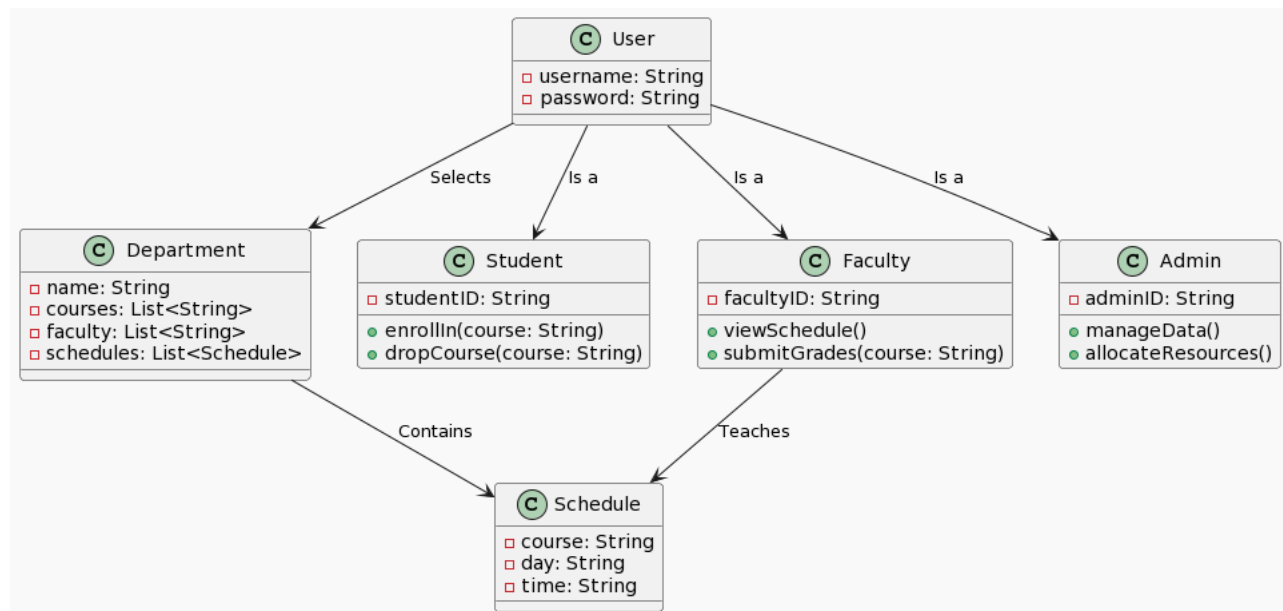 C User
username: String
password: String
Selects
Is a
Is a
Is a
C Department
name: String
courses: List<String>
faculty: List<String>
schedules: List<Schedule>
C Student
studentID: String
enrollIn(course: String)
dropCourse(course: String)
C Faculty
facultyID: String
viewSchedule()
submitGrades(course: String)
C Admin
adminID: String
manageData()
allocateResources()
Contains
Teaches
C Schedule
course: String
day: String
time: String